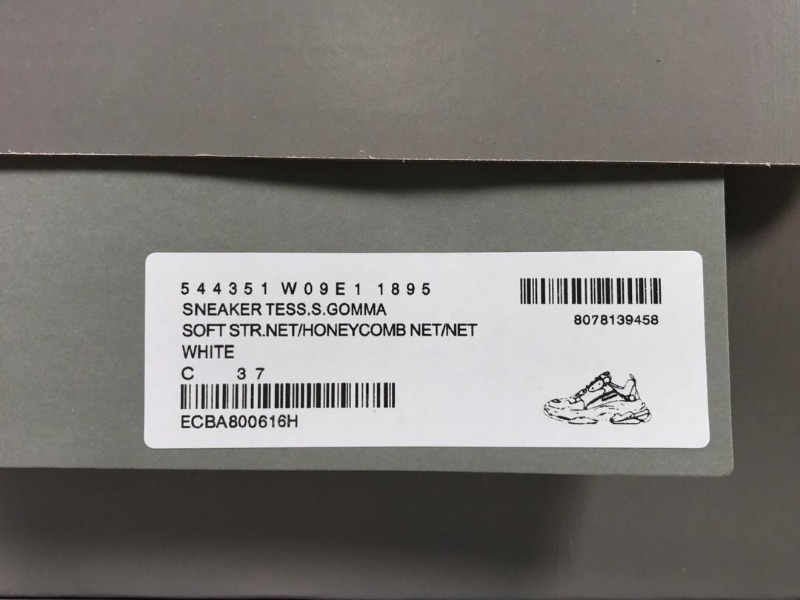 544351 W09E1 1895
SNEAKER TESS.S.GOMMA
SOFT STR.NET/HONEYCOMB NET/NET
WHITE
C 37
ECBA800616H
8078139458